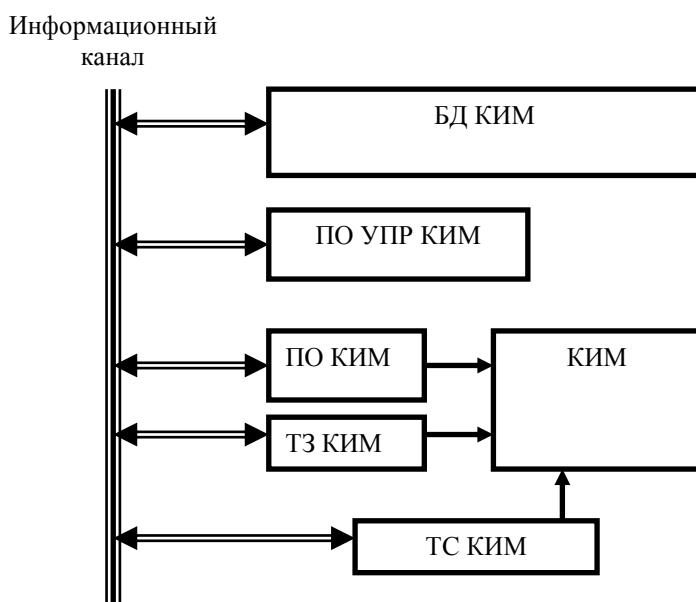 Информационный
канал
БД КИМ
ПО УПР КИМ
ПО КИМ
КИМ
ТЗ КИМ
ТС КИМ